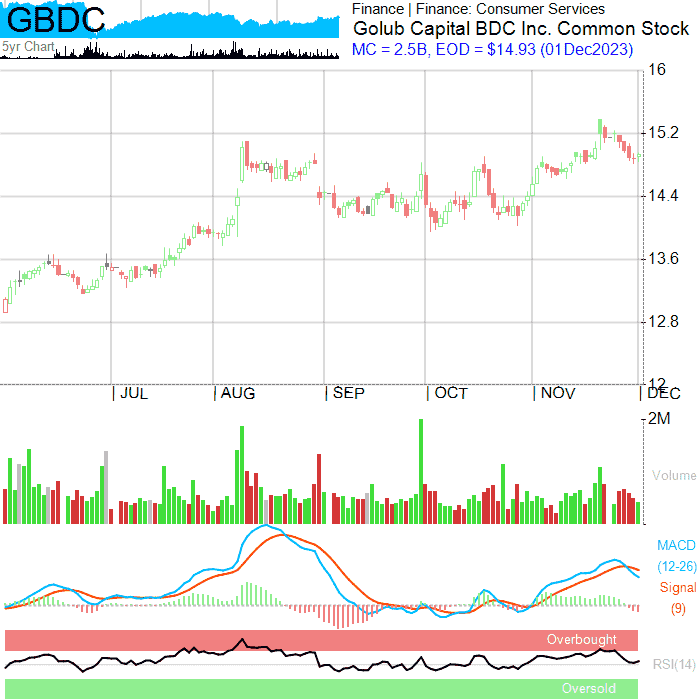 GBDC
5yr Chart
Finance | Finance: Consumer Services
Golub Capital BDC Inc. Common Stock
MC = 2.5B, EOD = $14.93 (01Dec2023)
16
15.2
14.4
13.6
12.8
12
JUL
AUG
SEP
OCT
NOV
DEC
2M
Volume
MACD
(12-26)
Signal
(9)
Overbought
RSI(14)
Oversold